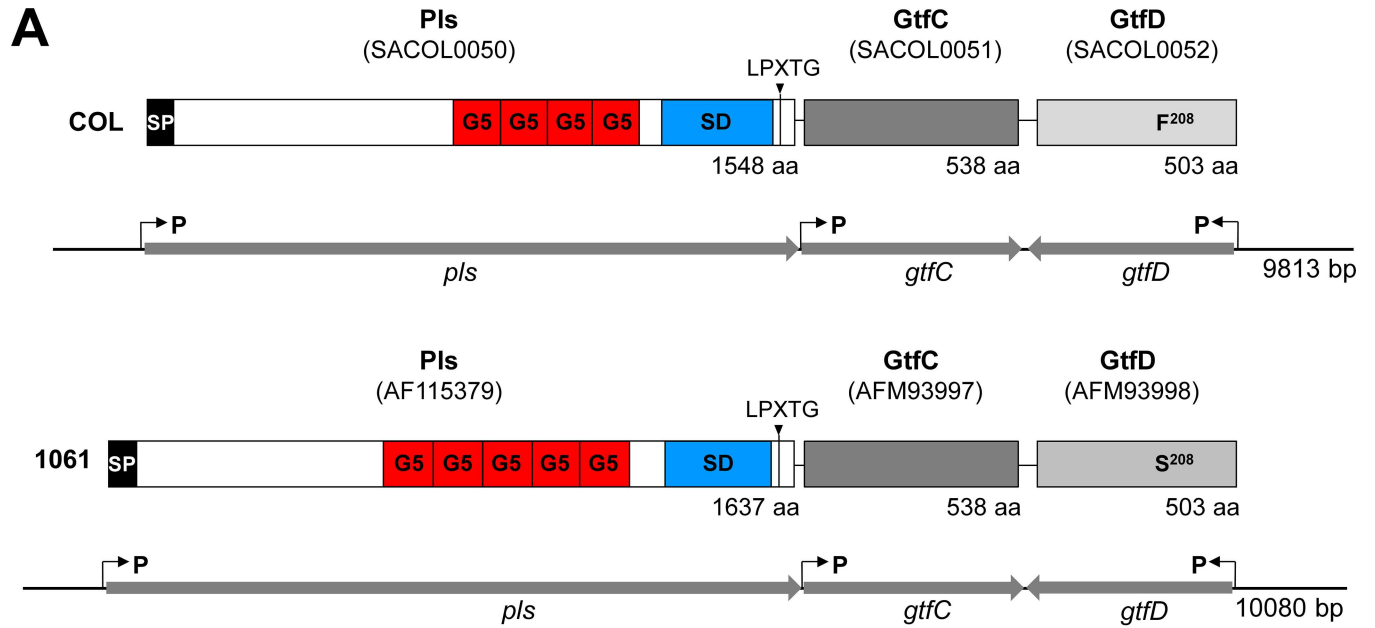 A
Pls GtfC GtfD
(SACOL0050) (SACOL0051) (SACOL0052)
LPXTG
COL SP G5 G5 G5 G5 SD F²⁰⁸
1548 aa 538 aa 503 aa
P P P
pls gtfC gtfD 9813 bp
Pls GtfC GtfD
(AF115379) (AFM93997) (AFM93998)
LPXTG
1061 SP G5 G5 G5 G5 G5 SD S²⁰⁸
1637 aa 538 aa 503 aa
P P P
pls gtfC gtfD 10080 bp